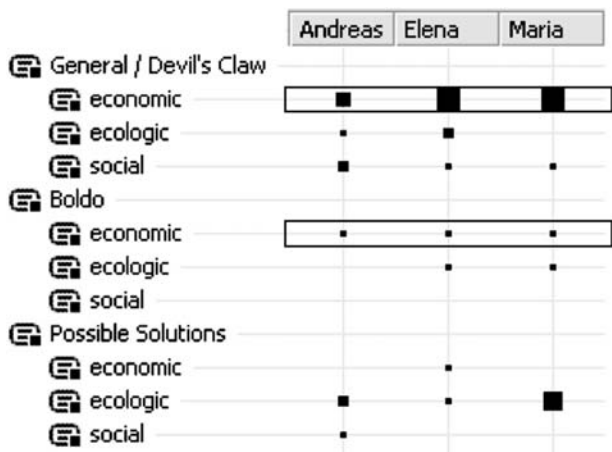 Andreas Elena Maria
General / Devil's Claw
economic
ecologic
social
Boldo
economic
ecologic
social
Possible Solutions
economic
ecologic
social